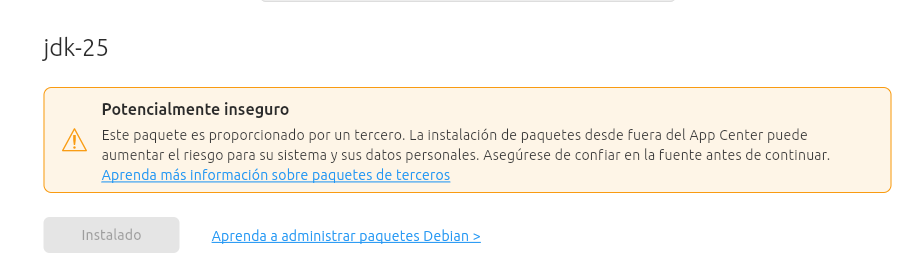 jdk-25
Potencialmente inseguro
Este paquete es proporcionado por un tercero. La instalación de paquetes desde fuera del App Center puede
aumentar el riesgo para su sistema y sus datos personales. Asegúrese de confiar en la fuente antes de continuar.
Aprenda más información sobre paquetes de terceros
Instalado
Aprenda a administrar paquetes Debian >